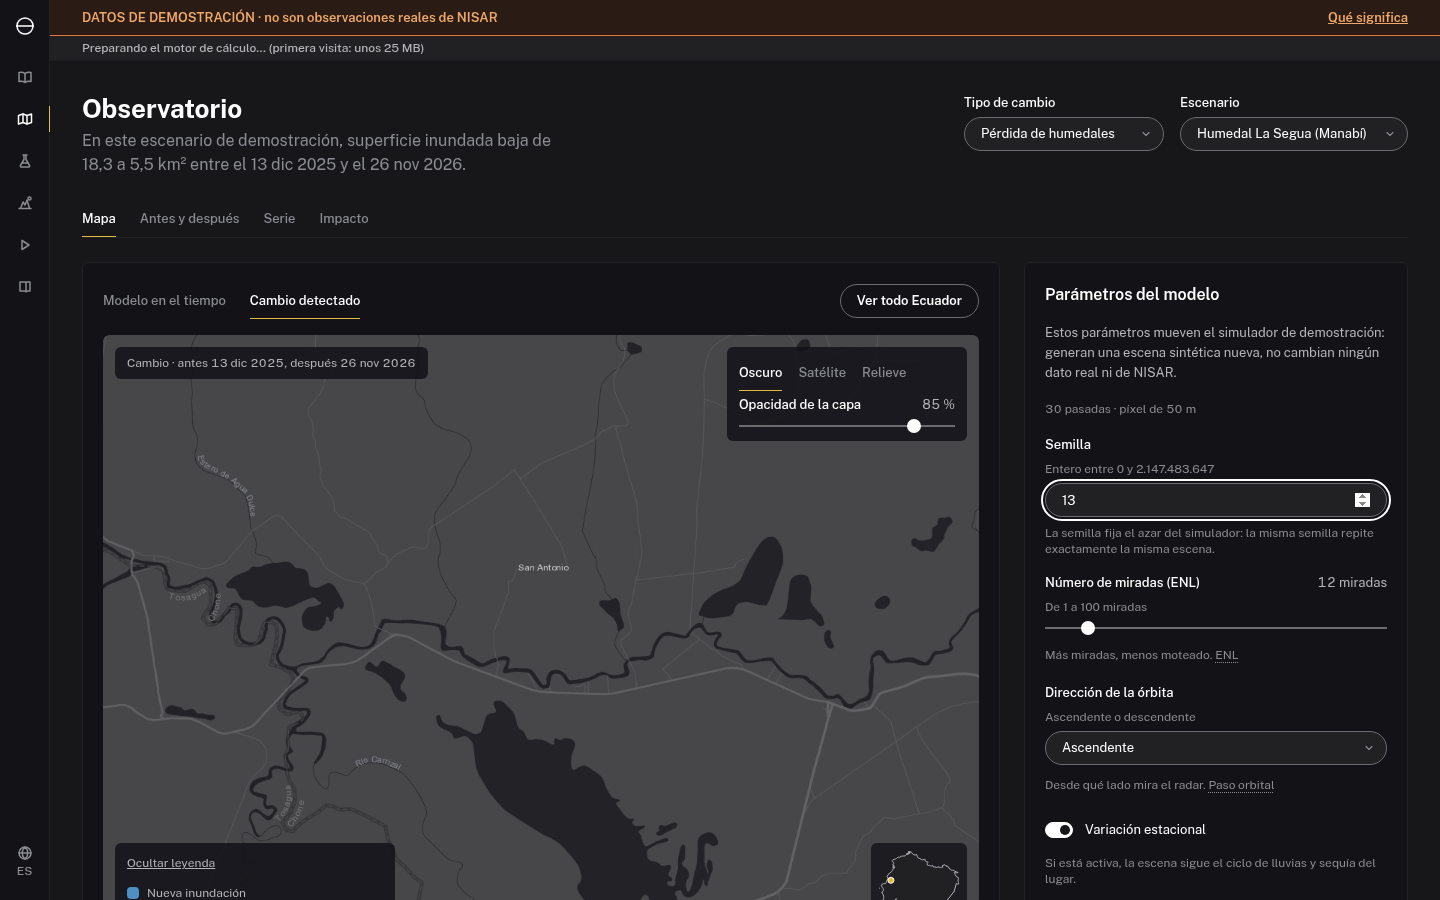 DATOS DE DEMOSTRACIÓN · no son observaciones reales de NISAR
Qué significa
Preparando el motor de cálculo... (primera visita: unos 25 MB)
Observatorio
En este escenario de demostración, superficie inundada baja de
18,3 a 5,5 km² entre el 13 dic 2025 y el 26 nov 2026.
Tipo de cambio
Pérdida de humedales
Escenario
Humedal La Segua (Manabí)
Mapa
Antes y después
Serie
Impacto
Modelo en el tiempo
Cambio detectado
Ver todo Ecuador
Cambio · antes 13 dic 2025, después 26 nov 2026
Oscuro
Satélite
Relieve
Opacidad de la capa
85 %
Estero de Agua Dulce
San Antonio
Tosagua
Chone
Río Carrizal
Tosagua
Chone
Ocultar leyenda
Nueva inundación
Parámetros del modelo
Estos parámetros mueven el simulador de demostración:
generan una escena sintética nueva, no cambian ningún
dato real ni de NISAR.
30 pasadas · píxel de 50 m
Semilla
Entero entre 0 y 2.147.483.647
13
La semilla fija el azar del simulador: la misma semilla repite
exactamente la misma escena.
Número de miradas (ENL)
12 miradas
De 1 a 100 miradas
Más miradas, menos moteado. ENL
Dirección de la órbita
Ascendente o descendente
Ascendente
Desde qué lado mira el radar. Paso orbital
Variación estacional
Si está activa, la escena sigue el ciclo de lluvias y sequía del
lugar.
ES